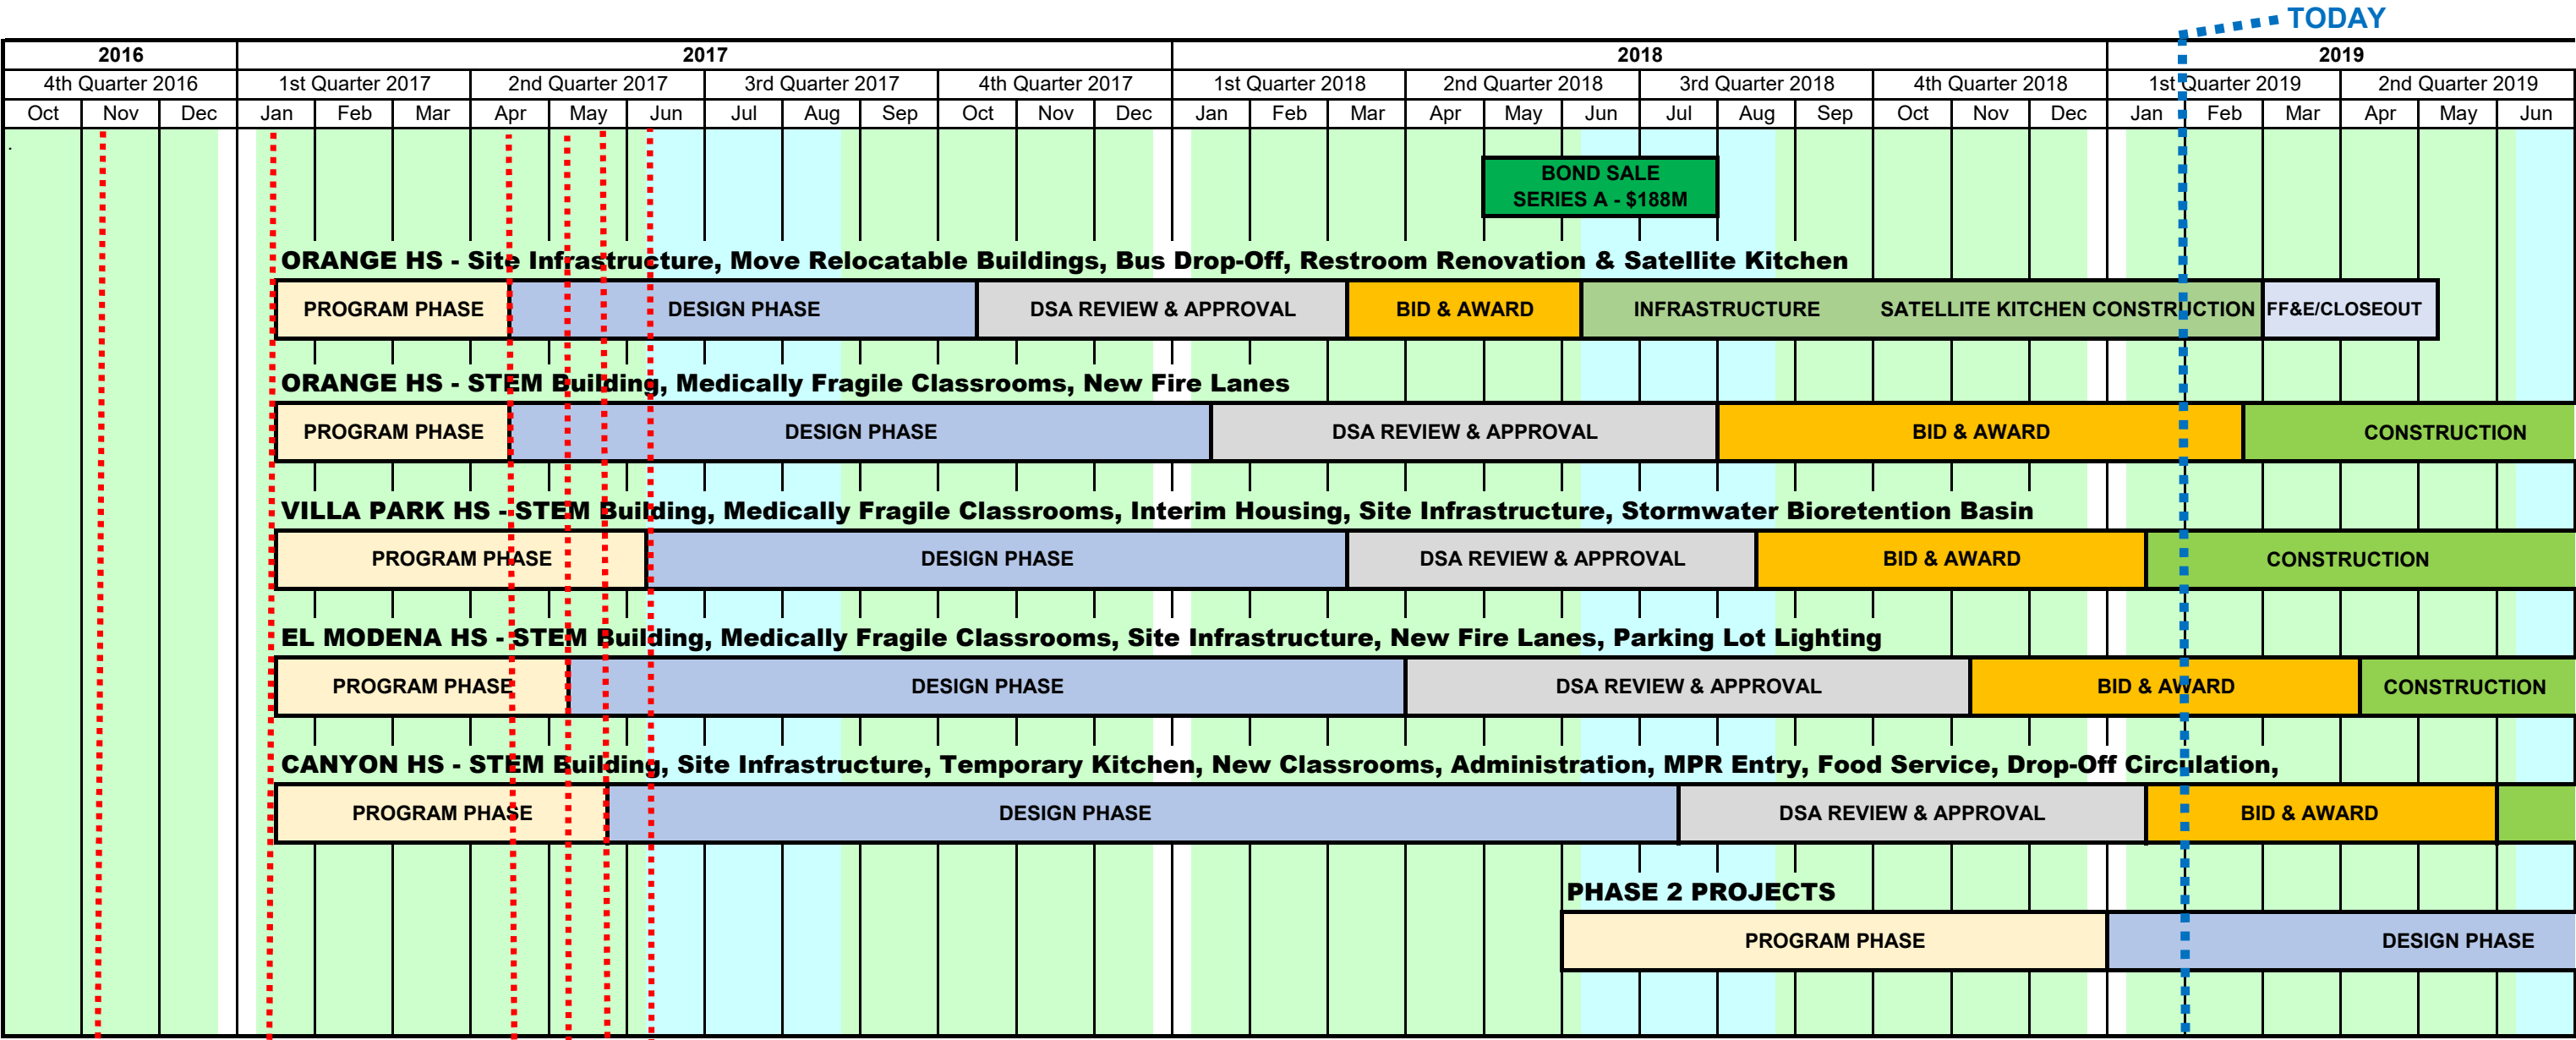 TODAY
2016 2017 2018 2019
4th Quarter 2016 1st Quarter 2017 2nd Quarter 2017 3rd Quarter 2017 4th Quarter 2017 1st Quarter 2018 2nd Quarter 2018 3rd Quarter 2018 4th Quarter 2018 1st Quarter 2019 2nd Quarter 2019
Oct Nov Dec Jan Feb Mar Apr May Jun Jul Aug Sep Oct Nov Dec Jan Feb Mar Apr May Jun Jul Aug Sep Oct Nov Dec Jan Feb Mar Apr May Jun
BOND SALE
SERIES A - $188M
ORANGE HS - Site Infrastructure, Move Relocatable Buildings, Bus Drop-Off, Restroom Renovation & Satellite Kitchen
PROGRAM PHASE DESIGN PHASE DSA REVIEW & APPROVAL BID & AWARD INFRASTRUCTURE SATELLITE KITCHEN CONSTRUCTION FF&E/CLOSEOUT
ORANGE HS - STEM Building, Medically Fragile Classrooms, New Fire Lanes
PROGRAM PHASE DESIGN PHASE DSA REVIEW & APPROVAL BID & AWARD CONSTRUCTION
VILLA PARK HS - STEM Building, Medically Fragile Classrooms, Interim Housing, Site Infrastructure, Stormwater Bioretention Basin
PROGRAM PHASE DESIGN PHASE DSA REVIEW & APPROVAL BID & AWARD CONSTRUCTION
EL MODENA HS - STEM Building, Medically Fragile Classrooms, Site Infrastructure, New Fire Lanes, Parking Lot Lighting
PROGRAM PHASE DESIGN PHASE DSA REVIEW & APPROVAL BID & AWARD CONSTRUCTION
CANYON HS - STEM Building, Site Infrastructure, Temporary Kitchen, New Classrooms, Administration, MPR Entry, Food Service, Drop-Off Circulation,
PROGRAM PHASE DESIGN PHASE DSA REVIEW & APPROVAL BID & AWARD
PHASE 2 PROJECTS
PROGRAM PHASE DESIGN PHASE